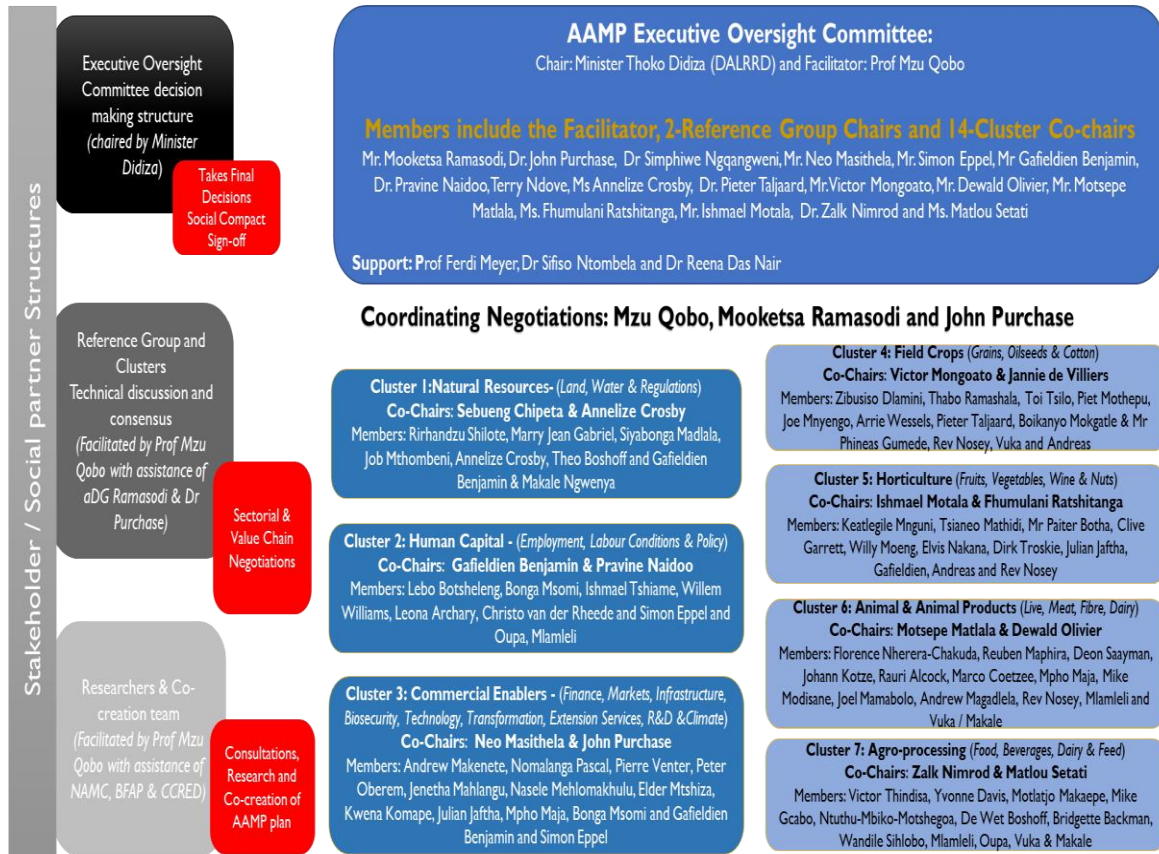 Stakeholder / Social partner Structures
Executive Oversight
Committee decision
making structure
(chaired by Minister
Didiza)
Takes Final
Decisions
Social Compact
Sign-off
Reference Group and
Clusters
Technical discussion and
consensus
(Facilitated by Prof Mzu
Qobo with assistance of
aDG Ramasodi & Dr
Purchase)
Sectorial &
Value Chain
Negotiations
Researchers & Co-
creation team
(Facilitated by Prof Mzu
Qobo with assistance of
NAMC, BFAP & CCRED)
Consultations,
Research and
Co-creation of
AAMP plan
AAMP Executive Oversight Committee:
Chair: Minister Thoko Didiza (DALRRD) and Facilitator: Prof Mzu Qobo
Members include the Facilitator, 2-Reference Group Chairs and 14-Cluster Co-chairs
Mr. Mooketsa Ramasodi, Dr. John Purchase, Dr Simphiwe Ngqangweni, Mr. Neo Masithela, Mr. Simon Eppel, Mr Gafieldien Benjamin,
Dr. Pravine Naidoo, Terry Ndove, Ms Annelize Crosby, Dr. Pieter Taljaard, Mr. Victor Mongoato, Mr. Dewald Olivier, Mr. Motsepe
Matlala, Ms. Fhumulani Ratshitanga, Mr. Ishmael Motala, Dr. Zalk Nimrod and Ms. Matlou Setati
Support: Prof Ferdi Meyer, Dr Sifiso Ntombela and Dr Reena Das Nair
Coordinating Negotiations: Mzu Qobo, Mooketsa Ramasodi and John Purchase
Cluster 1:Natural Resources- (Land, Water & Regulations)
Co-Chairs: Sebueng Chipeta & Annelize Crosby
Members: Rirhandzu Shilote, Marry Jean Gabriel, Siyabonga Madlala,
Job Mthombeni, Annelize Crosby, Theo Boshoff and Gafieldien
Benjamin & Makale Ngwenya
Cluster 2: Human Capital - (Employment, Labour Conditions & Policy)
Co-Chairs: Gafieldien Benjamin & Pravine Naidoo
Members: Lebo Botsheleng, Bonga Msomi, Ishmael Tshiame, Willem
Williams, Leona Archary, Christo van der Rheede and Simon Eppel and
Oupa, Mlamleli
Cluster 3: Commercial Enablers - (Finance, Markets, Infrastructure,
Biosecurity, Technology, Transformation, Extension Services, R&D &Climate)
Co-Chairs: Neo Masithela & John Purchase
Members: Andrew Makenete, Nomalanga Pascal, Pierre Venter, Peter
Oberem, Jenetha Mahlangu, Nasele Mehlomakhulu, Elder Mtshiza,
Kwena Komape, Julian Jaftha, Mpho Maja, Bonga Msomi and Gafieldien
Benjamin and Simon Eppel
Cluster 4: Field Crops (Grains, Oilseeds & Cotton)
Co-Chairs: Victor Mongoato & Jannie de Villiers
Members: Zibusiso Dlamini, Thabo Ramashala, Toi Tsilo, Piet Mothepu,
Joe Mnyengo, Arrie Wessels, Pieter Taljaard, Boikanyo Mokgatle & Mr
Phineas Gumede, Rev Nosey, Vuka and Andreas
Cluster 5: Horticulture (Fruits, Vegetables, Wine & Nuts)
Co-Chairs: Ishmael Motala & Fhumulani Ratshitanga
Members: Keatlegile Mnguni, Tsianeo Mathidi, Mr Paiter Botha, Clive
Garrett, Willy Moeng, Elvis Nakana, Dirk Troskie, Julian Jaftha,
Gafieldien, Andreas and Rev Nosey
Cluster 6: Animal & Animal Products (Live, Meat, Fibre, Dairy)
Co-Chairs: Motsepe Matlala & Dewald Olivier
Members: Florence Nherera-Chakuda, Reuben Maphira, Deon Saayman,
Johann Kotze, Rauri Alcock, Marco Coetzee, Mpho Maja, Mike
Modisane, Joel Mamabolo, Andrew Magadlela, Rev Nosey, Mlamleli and
Vuka / Makale
Cluster 7: Agro-processing (Food, Beverages, Dairy & Feed)
Co-Chairs: Zalk Nimrod & Matlou Setati
Members: Victor Thindisa, Yvonne Davis, Motlatjo Makaepe, Mike
Gcabo, Ntuthu-Mbiko-Motshegoa, De Wet Boshoff, Bridgette Backman,
Wandile Sihlobo, Mlamleli, Oupa, Vuka & Makale